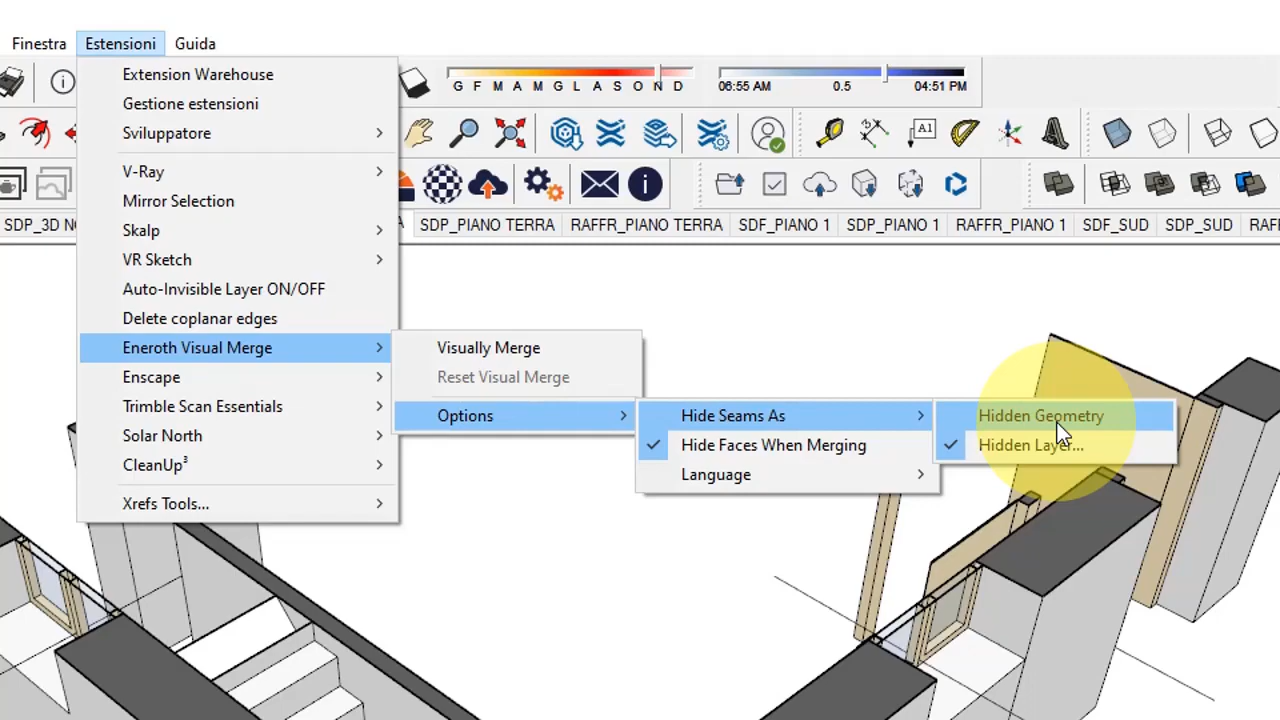 Finestra Estensioni Guida
G F M A M G L A S O N D
06:55 AM 0.5 04:51 PM
A1
SDP_PIANO TERRA RAFFR_PIANO TERRA SDF_PIANO 1 SDP_PIANO 1 RAFFR_PIANO 1 SDF_SUD SDP_SUD
Extension Warehouse
Gestione estensioni
Sviluppatore
V-Ray
Mirror Selection
Skalp
VR Sketch
Auto-Invisible Layer ON/OFF
Delete coplanar edges
Eneroth Visual Merge
Enscape
Trimble Scan Essentials
Solar North
CleanUp³
Xrefs Tools...
Visually Merge
Reset Visual Merge
Options
Hide Seams As
Hide Faces When Merging
Language
Hidden Geometry
Hidden Layer...